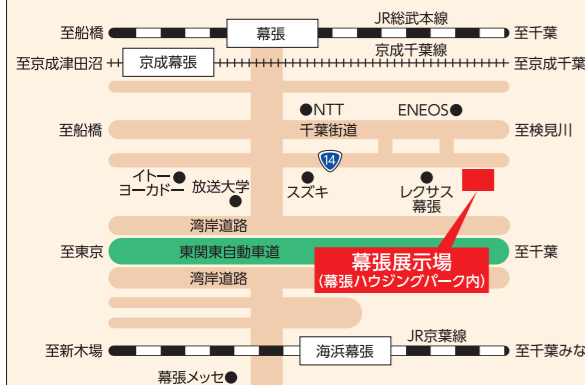 JR総武本線
至船橋
幕張
至千葉
京成千葉線
至京成津田沼
京成幕張
至京成千葉
NTT
ENEOS
至船橋
千葉街道
至検見川
14
イトー
ヨーカドー
放送大学
スズキ
レクサス
幕張
湾岸道路
至東京
東関東自動車道
至千葉
幕張展示場
(幕張ハウジングパーク内)
湾岸道路
JR京葉線
至新木場
海浜幕張
至千葉みな
幕張メッセ